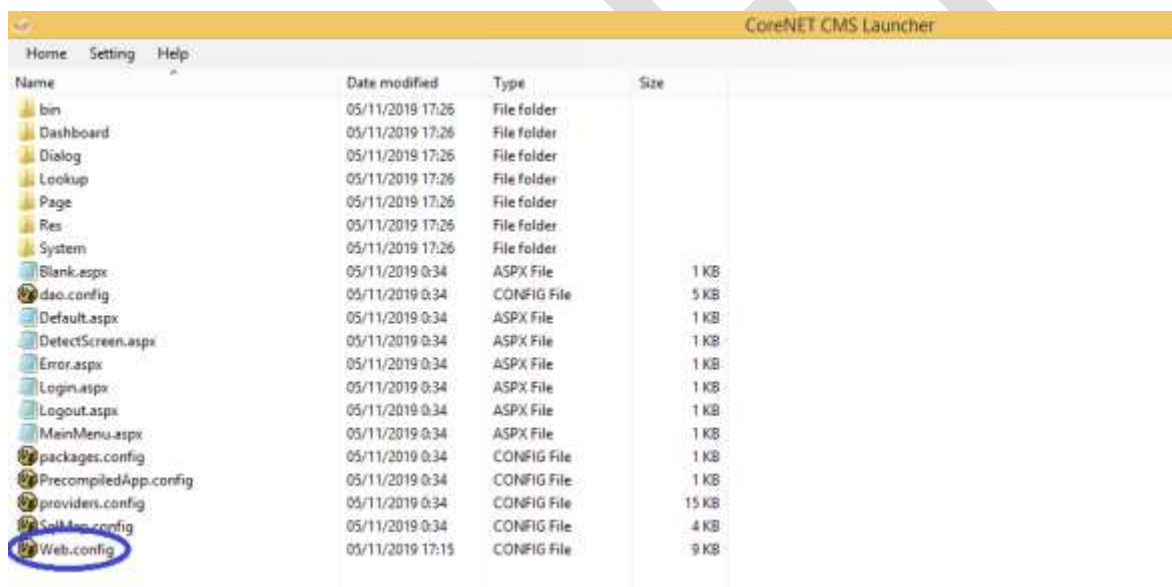 CoreNET CMS Launcher
Home Setting Help
Name Date modified Type Size
bin 05/11/2019 17:26 File folder
Dashboard 05/11/2019 17:26 File folder
Dialog 05/11/2019 17:26 File folder
Lookup 05/11/2019 17:26 File folder
Page 05/11/2019 17:26 File folder
Res 05/11/2019 17:26 File folder
System 05/11/2019 17:26 File folder
Blank.aspx 05/11/2019 0:34 ASPX File 1 KB
dao.config 05/11/2019 0:34 CONFIG File 5 KB
Default.aspx 05/11/2019 0:34 ASPX File 1 KB
DetectScreen.aspx 05/11/2019 0:34 ASPX File 1 KB
Error.aspx 05/11/2019 0:34 ASPX File 1 KB
Login.aspx 05/11/2019 0:34 ASPX File 1 KB
Logout.aspx 05/11/2019 0:34 ASPX File 1 KB
MainMenu.aspx 05/11/2019 0:34 ASPX File 1 KB
packages.config 05/11/2019 0:34 CONFIG File 1 KB
PrecompiledApp.config 05/11/2019 0:34 CONFIG File 1 KB
providers.config 05/11/2019 0:34 CONFIG File 15 KB
SqlMap.config 05/11/2019 0:34 CONFIG File 4 KB
Web.config 05/11/2019 17:15 CONFIG File 9 KB